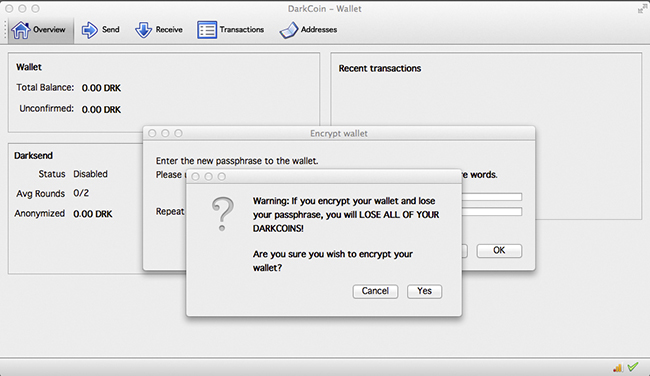 DarkCoin - Wallet
Overview Send Receive Transactions Addresses
Wallet
Total Balance: 0.00 DRK
Unconfirmed: 0.00 DRK
Recent transactions
Darksend
Status Disabled
Avg Rounds 0/2
Anonymized 0.00 DRK
Encrypt wallet
Enter the new passphrase to the wallet.
Please words.
Repeat
OK
Warning: If you encrypt your wallet and lose
your passphrase, you will LOSE ALL OF YOUR
DARKCOINS!
Are you sure you wish to encrypt your
wallet?
Cancel Yes